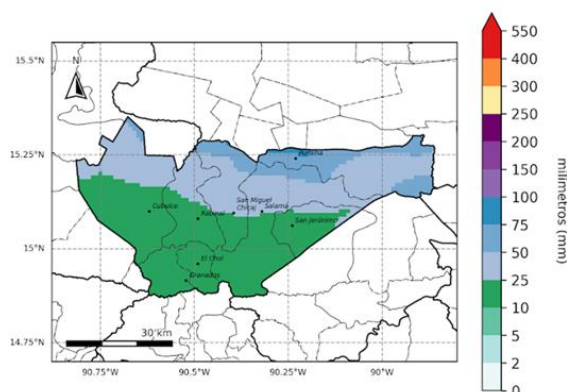 15.5°N
15.25°N
15°N
14.75°N
N
Purulhá
Cubulco
Rabinal
San Miguel
Chicaj
Salamá
San Jerónimo
El Chol
Granados
30 km
90.75°W
90.5°W
90.25°W
90°W
550
400
300
250
200
150
100
75
50
25
10
5
2
0
milímetros (mm)